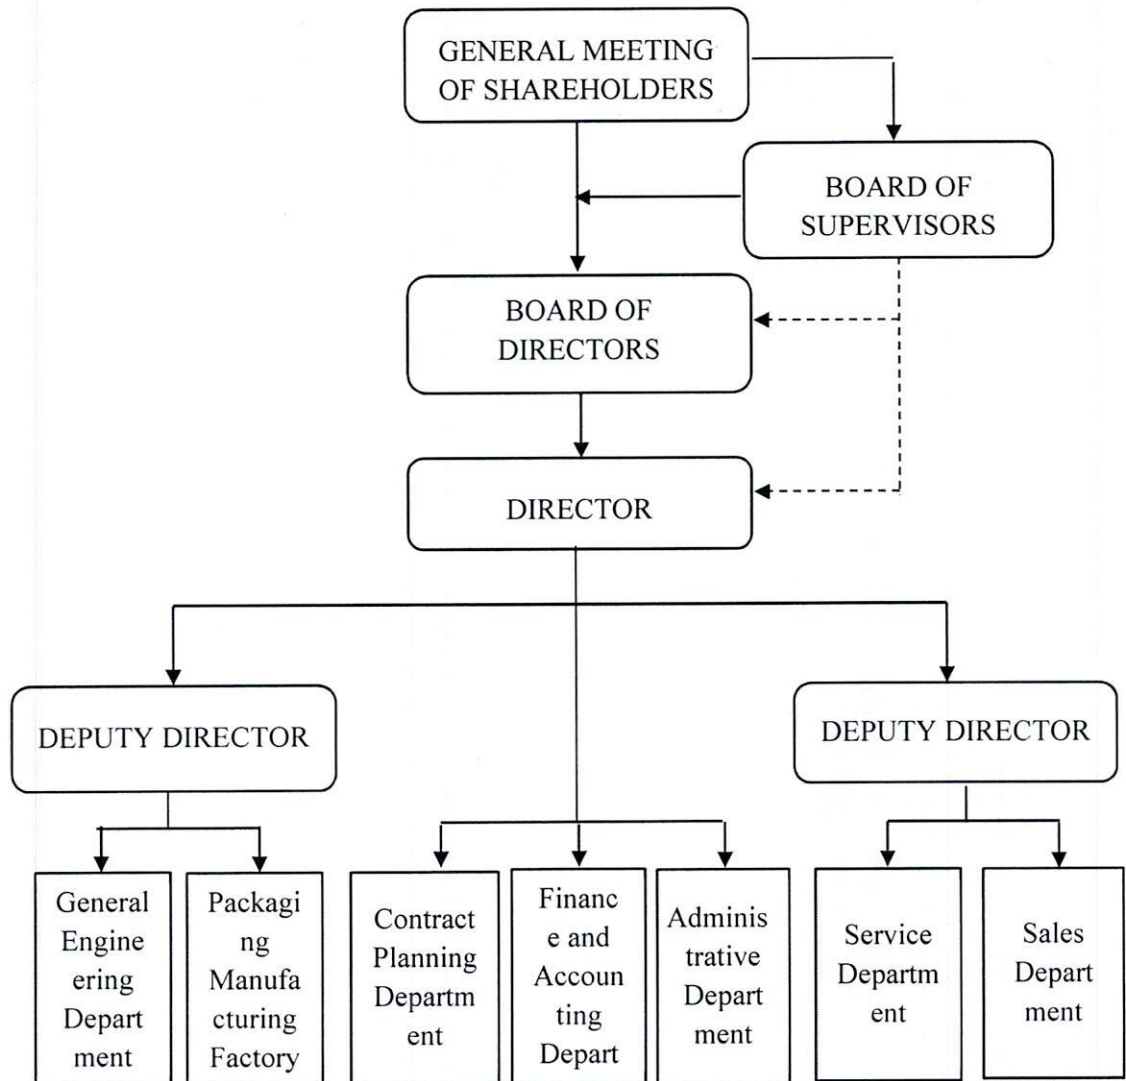 GENERAL MEETING
OF SHAREHOLDERS
BOARD OF
SUPERVISORS
BOARD OF
DIRECTORS
DIRECTOR
DEPUTY DIRECTOR
DEPUTY DIRECTOR
General
Engine
ering
Depart
ment
Packagi
ng
Manufa
cturing
Factory
Contract
Planning
Departm
ent
Financ
e and
Accoun
ting
Depart
Adminis
trative
Depart
ment
Service
Departm
ent
Sales
Depart
ment